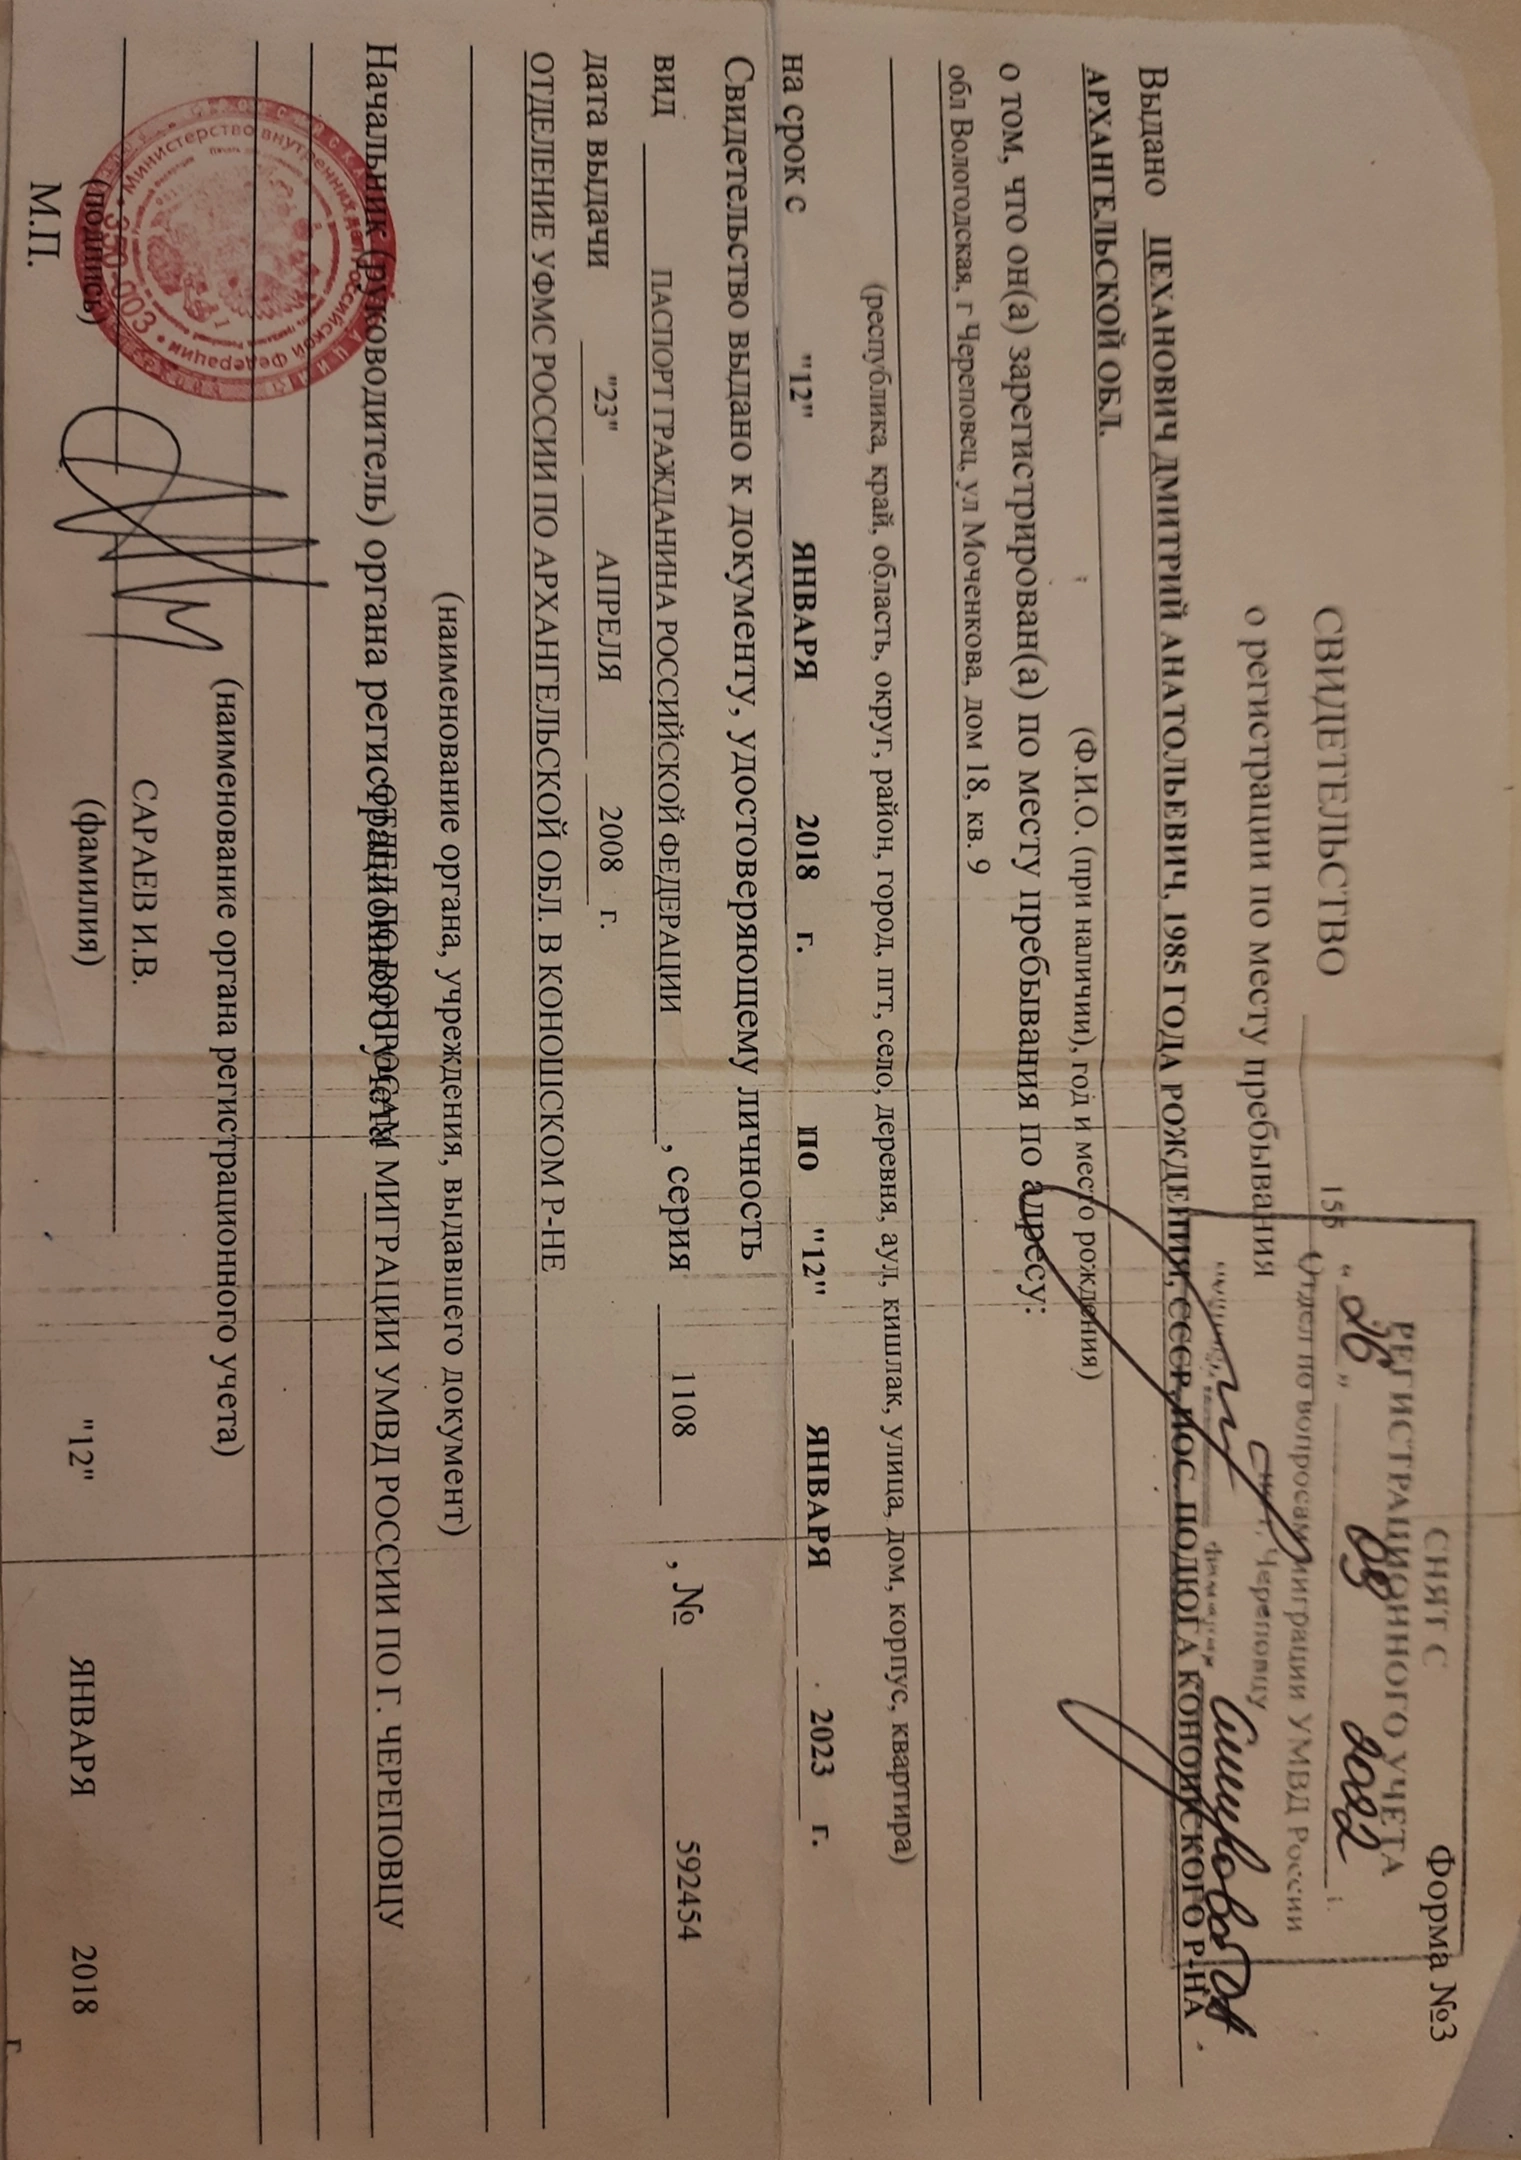 Форма №3
СНЯТ С
РЕГИСТРАЦИОННОГО УЧЕТА
"26" 09 2022 г.
Отдел по вопросам миграции УМВД России
Череповцу
СВИДЕТЕЛЬСТВО 155
о регистрации по месту пребывания
Выдано ЦЕХАНОВИЧ ДМИТРИЙ АНАТОЛЬЕВИЧ, 1985 ГОДА РОЖДЕНИЯ, СССР, ПОС. ПОДЮГА КОНОШСКОГО Р-НА
АРХАНГЕЛЬСКОЙ ОБЛ.
(Ф.И.О. (при наличии), год и место рождения)
о том, что он(а) зарегистрирован(а) по месту пребывания по адресу:
обл Вологодская, г Череповец, ул Моченкова, дом 18, кв. 9
(республика, край, область, округ, район, город, пгт, село, деревня, аул, кишлак, улица, дом, корпус, квартира)
на срок с "12" ЯНВАРЯ 2018 г. по "12" ЯНВАРЯ 2023 г.
Свидетельство выдано к документу, удостоверяющему личность
вид ПАСПОРТ ГРАЖДАНИНА РОССИЙСКОЙ ФЕДЕРАЦИИ , серия 1108 , № 592454
дата выдачи "23" АПРЕЛЯ 2008 г.
ОТДЕЛЕНИЕ УФМС РОССИИ ПО АРХАНГЕЛЬСКОЙ ОБЛ. В КОНОШСКОМ Р-НЕ
(наименование органа, учреждения, выдавшего документ)
Начальник (руководитель) органа регистрационного учета ОТДЕЛ ПО ВОПРОСАМ МИГРАЦИИ УМВД РОССИИ ПО Г. ЧЕРЕПОВЦУ
(наименование органа регистрационного учета)
САРАЕВ И.В.
(подпись) (фамилия) "12" ЯНВАРЯ 2018 г.
М.П.
Министерство внутренних дел Российской Федерации
350-003